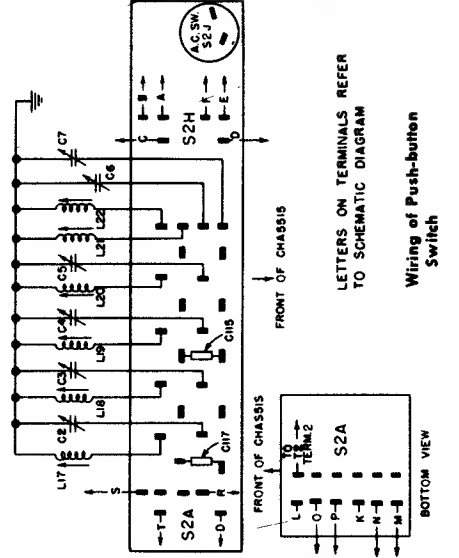 A.C. SW.
S2J
B
A
F
E
C
S2H
D
C7
C6
L22
L21
C5
L20
C4
L19
C3
L18
C2
L17
C115
C117
S
R
T
S2A
D
FRONT OF CHASSIS
FRONT OF CHASSIS
LETTERS ON TERMINALS REFER
TO SCHEMATIC DIAGRAM
Wiring of Push-button
Switch
TO
T2
TERM.2
S2A
L
O
P
K
N
M
BOTTOM VIEW